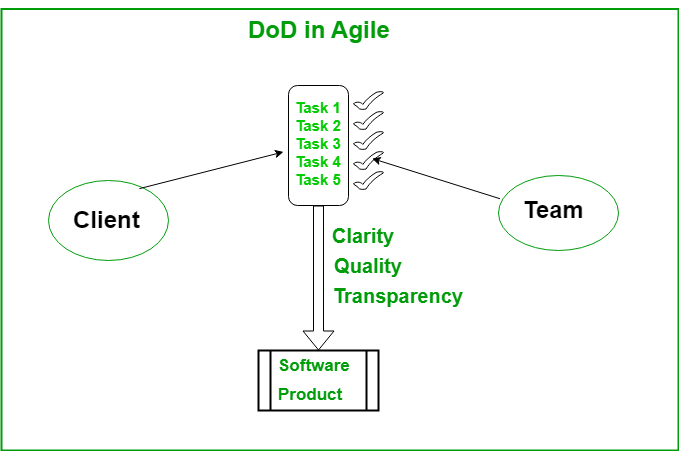 DoD in Agile
Task 1
Task 2
Task 3
Task 4
Task 5
Client
Team
Clarity
Quality
Transparency
Software
Product